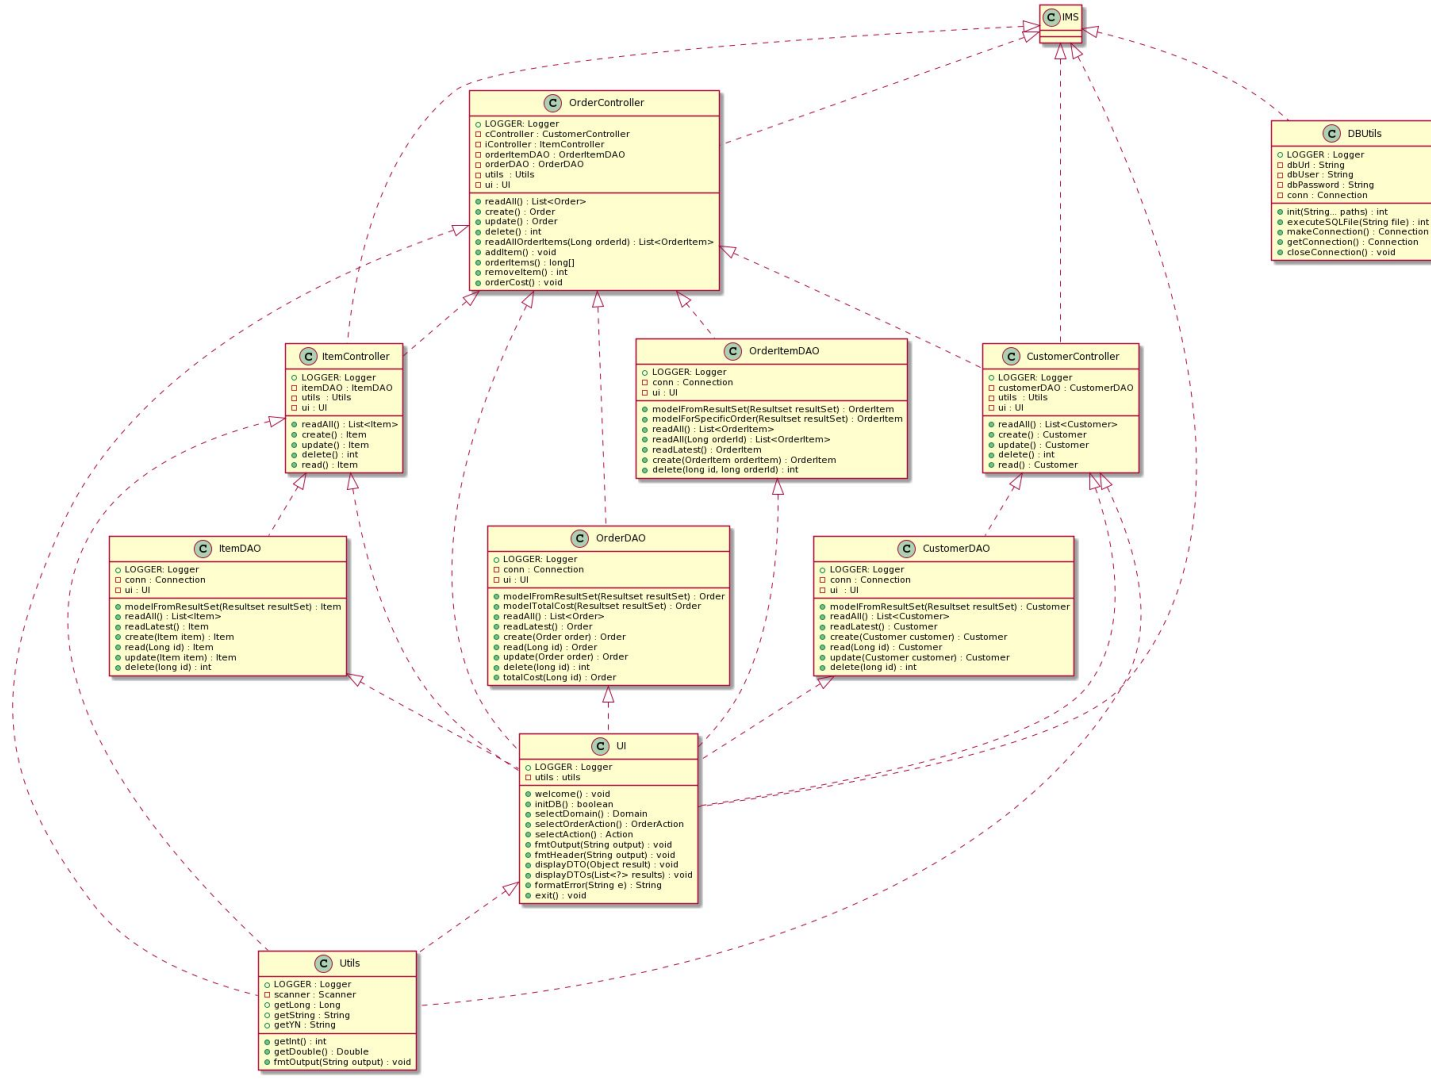 C IMS
C OrderController
LOGGER: Logger
cController : CustomerController
iController : ItemController
orderItemDAO : OrderItemDAO
orderDAO : OrderDAO
utils : Utils
ui : UI
readAll() : List<Order>
create() : Order
update() : Order
delete() : int
readAllOrderItems(Long orderId) : List<OrderItem>
addItem() : void
orderItems() : long[]
removeItem() : int
orderCost() : void
C DBUtils
LOGGER : Logger
dbUrl : String
dbUser : String
dbPassword : String
conn : Connection
init(String... paths) : int
executeSQLFile(String file) : int
makeConnection() : Connection
getConnection() : Connection
closeConnection() : void
C ItemController
LOGGER: Logger
itemDAO : ItemDAO
utils : Utils
ui : UI
readAll() : List<Item>
create() : Item
update() : Item
delete() : int
read() : Item
C OrderItemDAO
LOGGER: Logger
conn : Connection
ui : UI
modelFromResultSet(Resultset resultSet) : OrderItem
modelForSpecificOrder(Resultset resultSet) : OrderItem
readAll() : List<OrderItem>
readAll(Long orderId) : List<OrderItem>
readLatest() : OrderItem
create(OrderItem orderItem) : OrderItem
delete(long id, long orderId) : int
C CustomerController
LOGGER: Logger
customerDAO : CustomerDAO
utils : Utils
ui : UI
readAll() : List<Customer>
create() : Customer
update() : Customer
delete() : int
read() : Customer
C ItemDAO
LOGGER: Logger
conn : Connection
ui : UI
modelFromResultSet(Resultset resultSet) : Item
readAll() : List<Item>
readLatest() : Item
create(Item item) : Item
read(Long id) : Item
update(Item item) : Item
delete(long id) : int
C OrderDAO
LOGGER: Logger
conn : Connection
ui : UI
modelFromResultSet(Resultset resultSet) : Order
modelTotalCost(Resultset resultSet) : Order
readAll() : List<Order>
readLatest() : Order
create(Order order) : Order
read(Long id) : Order
update(Order order) : Order
delete(long id) : int
totalCost(Long id) : Order
C CustomerDAO
LOGGER: Logger
conn : Connection
ui : UI
modelFromResultSet(Resultset resultSet) : Customer
readAll() : List<Customer>
readLatest() : Customer
create(Customer customer) : Customer
read(Long id) : Customer
update(Customer customer) : Customer
delete(long id) : int
C UI
LOGGER : Logger
utils : utils
welcome() : void
initDB() : boolean
selectDomain() : Domain
selectOrderAction() : OrderAction
selectAction() : Action
fmtOutput(String output) : void
fmtHeader(String output) : void
displayDTO(Object result) : void
displayDTOs(List<?> results) : void
formatError(String e) : String
exit() : void
C Utils
LOGGER : Logger
scanner : Scanner
getLong : Long
getString : String
getYN : String
getInt() : int
getDouble() : Double
fmtOutput(String output) : void